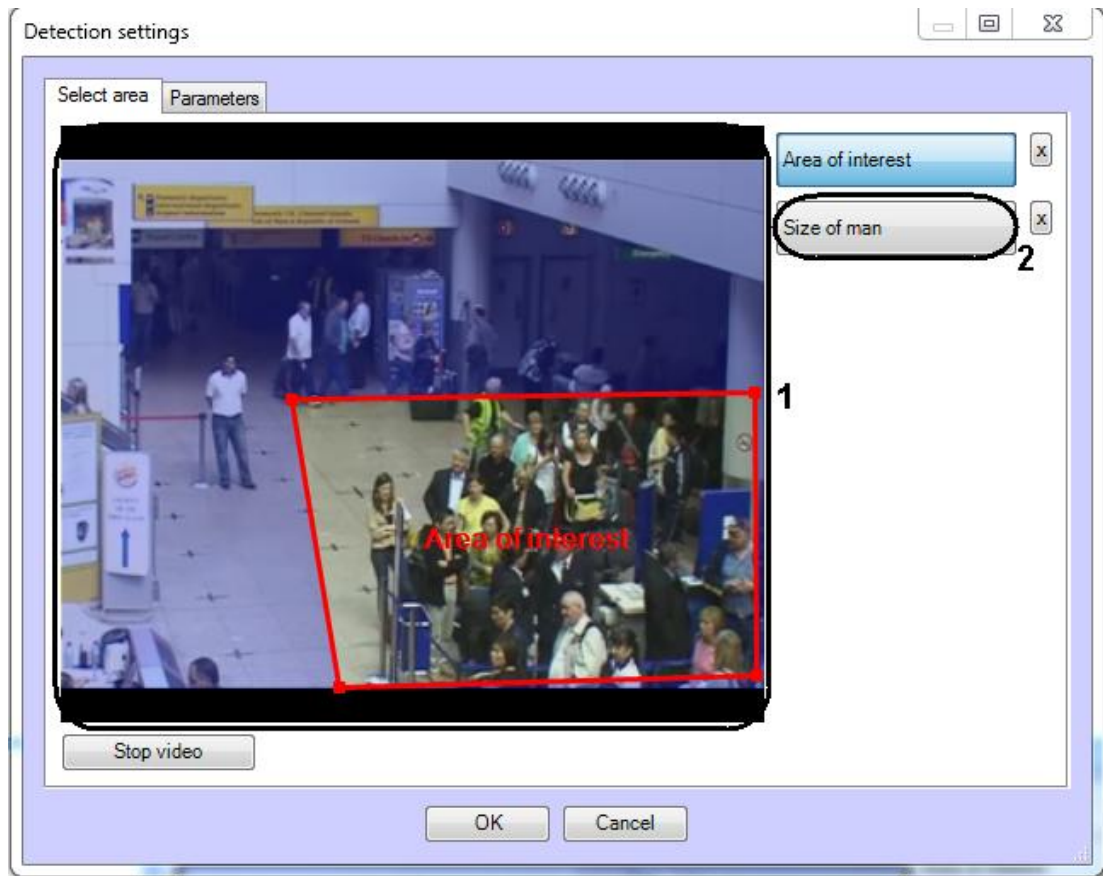 Detection settings
Select area
Parameters
Area of interest
x
Size of man
x
2
1
Area of interest
Stop video
OK
Cancel